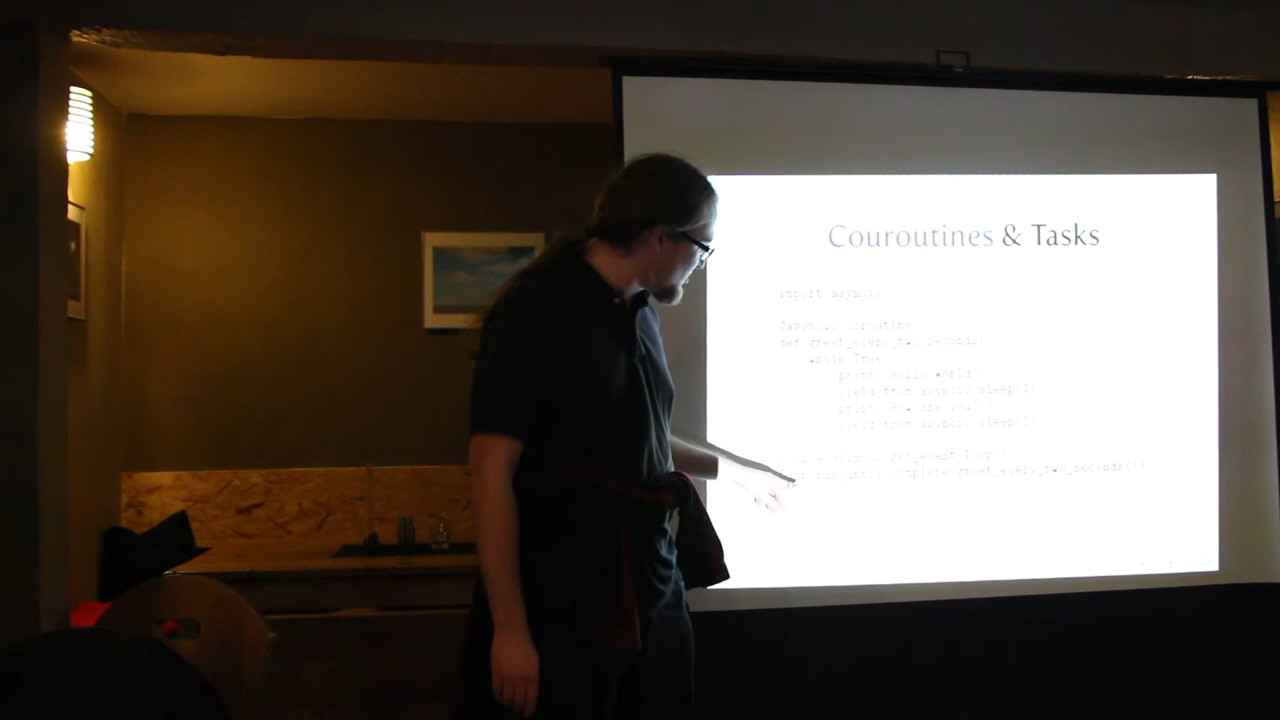 Couroutines & Tasks
import asyncio
@asyncio.coroutine
def greet_every_two_seconds()
while True
print('Hello World')
yield from asyncio.sleep(1)
print('How are you?')
yield from asyncio.sleep(1)
= asyncio.get_event_loop()
run_until_complete(greet_every_two_seconds())